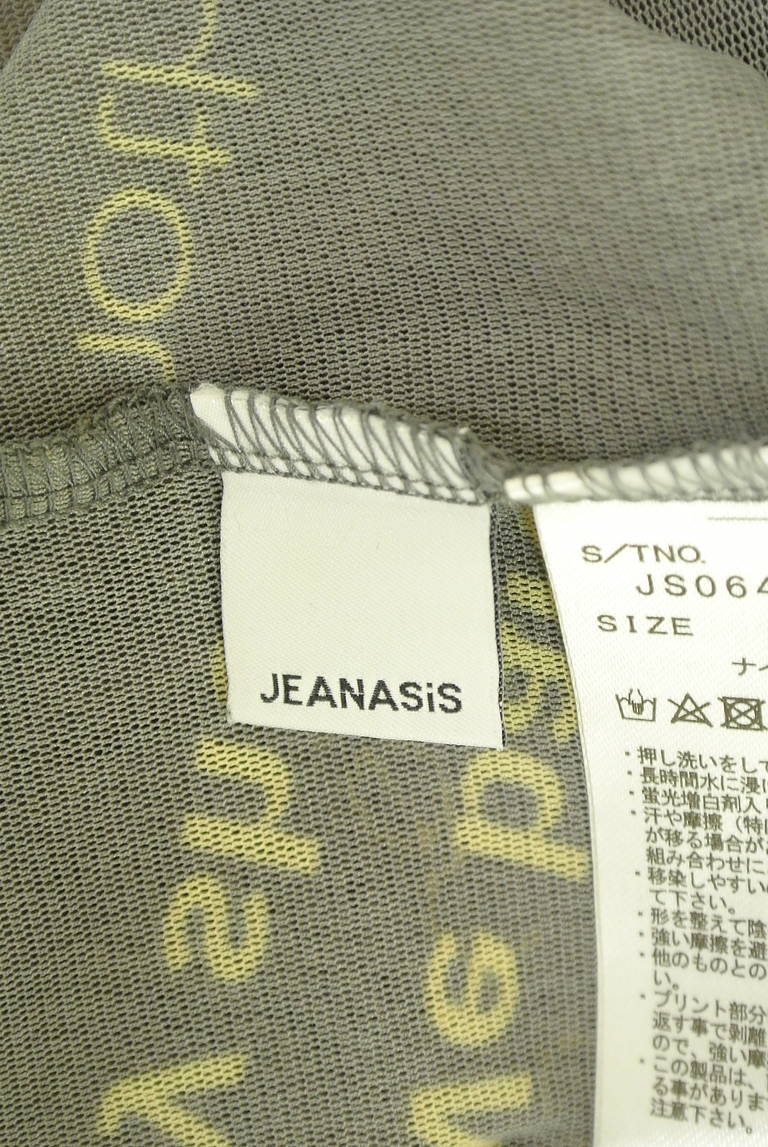 JEANASiS
S/TNO.
JS064
SIZE
ナイ
・押し洗いをして
・長時間水に浸け
・蛍光増白剤入り
・汗や摩擦（特に
が移る場合が
組み合わせに
・移染しやすい
て下さい。
・形を整えて陰
・強い摩擦を避
・他のものとの
い。
・プリント部分
返す事で剥離
ので、強い摩
・この製品は、
る事がありま
注意下さい。